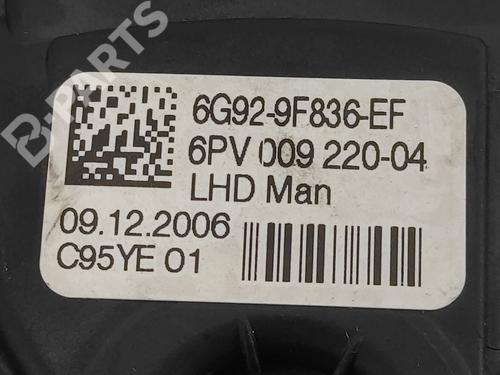 B-PARTS
6G92-9F836-EF
6PV 009 220-04
LHD Man
09.12.2006
C95YE 01